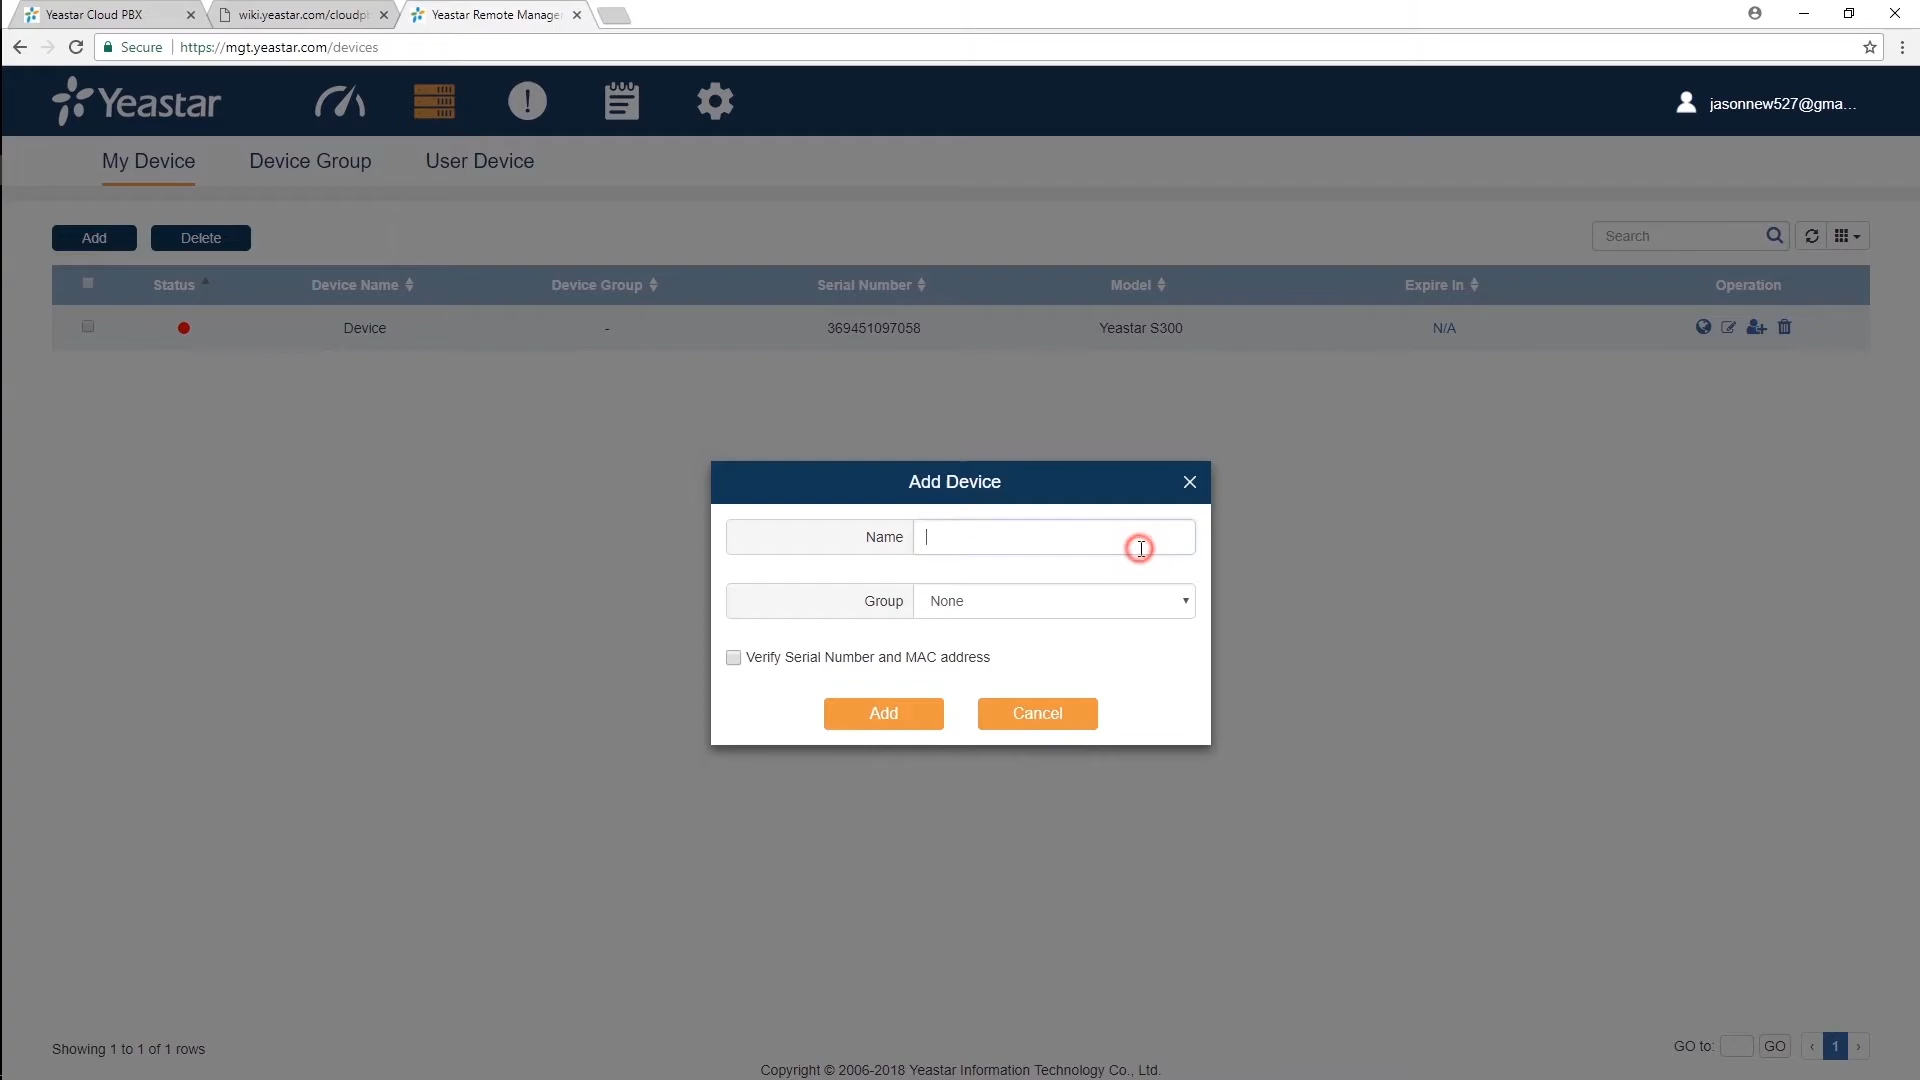 Yeastar Cloud PBX
wiki.yeastar.com/cloudp
Yeastar Remote Manage
Secure
https://mgt.yeastar.com/devices
Yeastar
jasonnew527@gma...
My Device
Device Group
User Device
Add
Delete
Search
Status
Device Name
Device Group
Serial Number
Model
Expire In
Operation
Device
-
369451097058
Yeastar S300
N/A
Add Device
Name
Group
None
Verify Serial Number and MAC address
Add
Cancel
Showing 1 to 1 of 1 rows
GO to:
GO
‹
1
›
Copyright © 2006-2018 Yeastar Information Technology Co., Ltd.